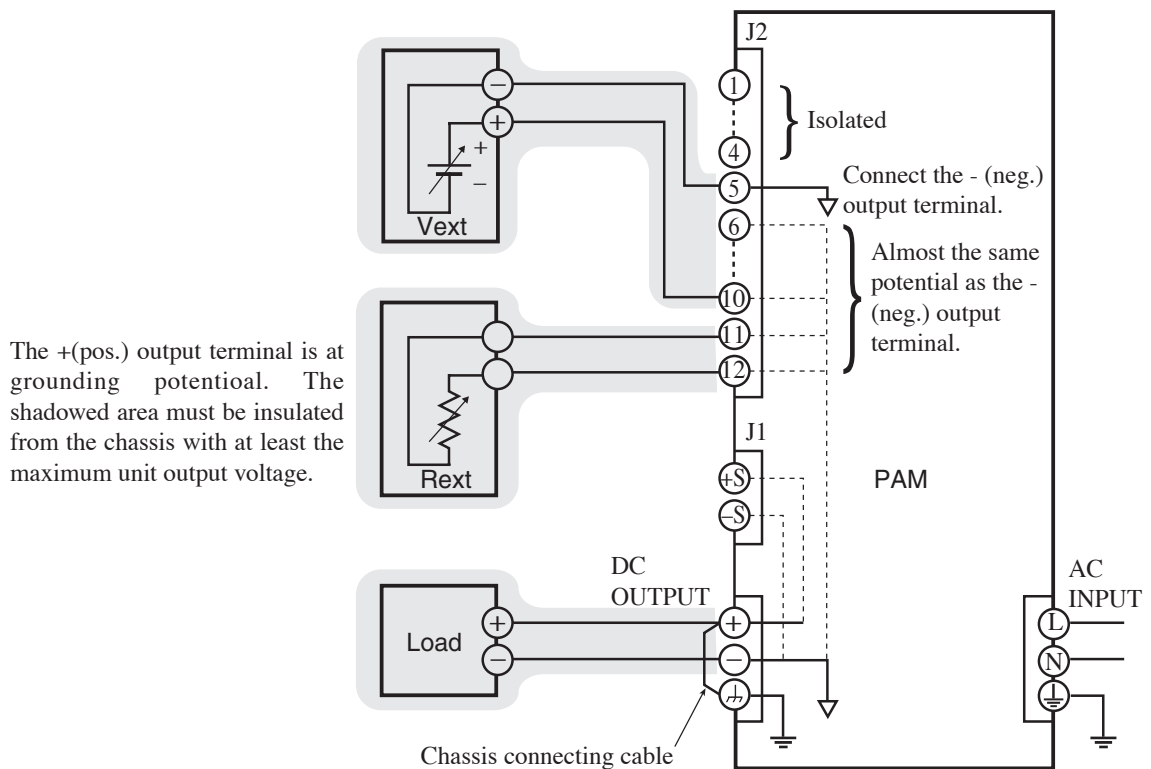 J2
1
Isolated
4
5
Connect the - (neg.)
output terminal.
6
Almost the same
potential as the -
(neg.) output
terminal.
10
11
12
−
+
+
−
Vext
The +(pos.) output terminal is at
grounding potentioal. The
shadowed area must be insulated
from the chassis with at least the
maximum unit output voltage.
Rext
J1
+S
−S
PAM
DC
OUTPUT
AC
INPUT
Load
+
−
+
−
L
N
Chassis connecting cable